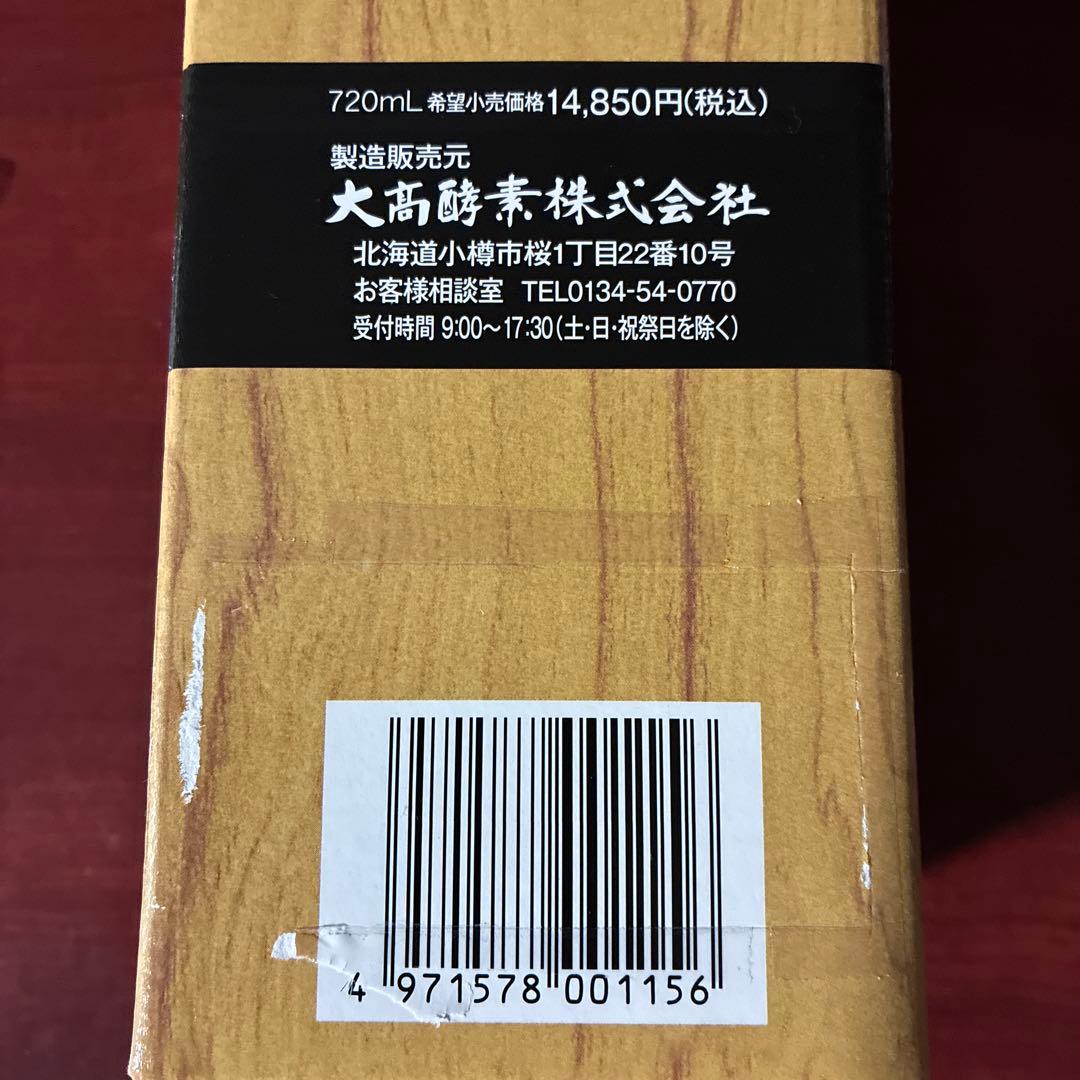 720mL 希望小売価格14,850円(税込)
製造販売元
大髙酵素株式会社
北海道小樽市桜1丁目22番10号
お客様相談室 TEL0134-54-0770
受付時間 9:00〜17:30(土・日・祝祭日を除く)
4 971578 001156